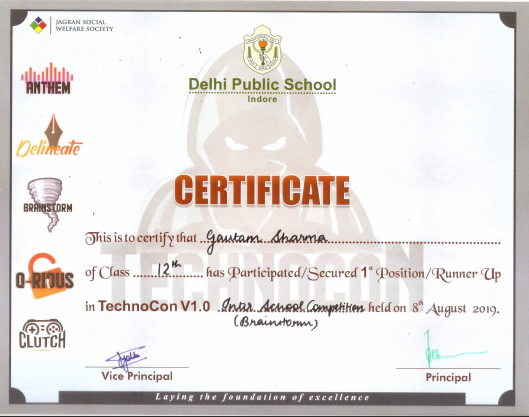 JAGRAN SOCIAL
WELFARE SOCIETY
Delhi Public School
Indore
ANTHEM
Delineate
BRAINSTORM
Q-RIOUS
CLUTCH
TECHNOCON
CERTIFICATE
This is to certify that Gautam Sharma
of Class 12th has Participated/Secured 1st Position/Runner Up
in TechnoCon V1.0 Inter School Competition held on 8th August 2019.
(Brainstorm)
Vice Principal
Principal
Laying the foundation of excellence